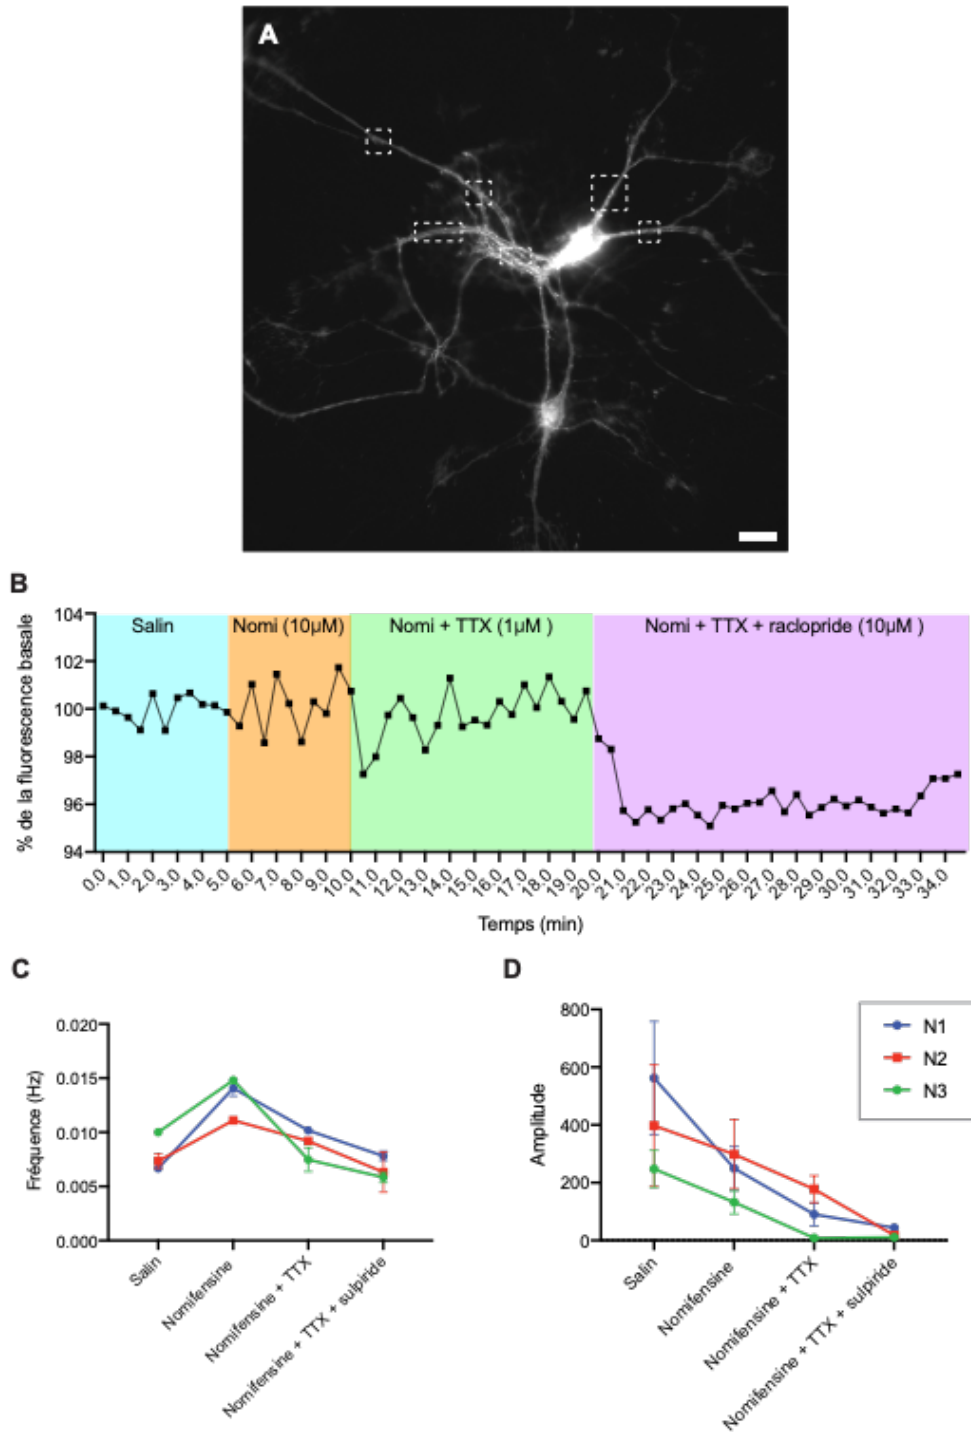 A
B
% de la fluorescence basale
104
102
100
98
96
94
Salin
Nomi (10µM)
Nomi + TTX (1µM )
Nomi + TTX + raclopride (10µM )
0.0 1.0 2.0 3.0 4.0 5.0 6.0 7.0 8.0 9.0 10.0 11.0 12.0 13.0 14.0 15.0 16.0 17.0 18.0 19.0 20.0 21.0 22.0 23.0 24.0 25.0 26.0 27.0 28.0 29.0 30.0 31.0 32.0 33.0 34.0
Temps (min)
C
Fréquence (Hz)
0.020
0.015
0.010
0.005
0.000
Salin
Nomifensine
Nomifensine + TTX
Nomifensine + TTX + sulpiride
D
Amplitude
800
600
400
200
0
Salin
Nomifensine
Nomifensine + TTX
Nomifensine + TTX + sulpiride
N1
N2
N3